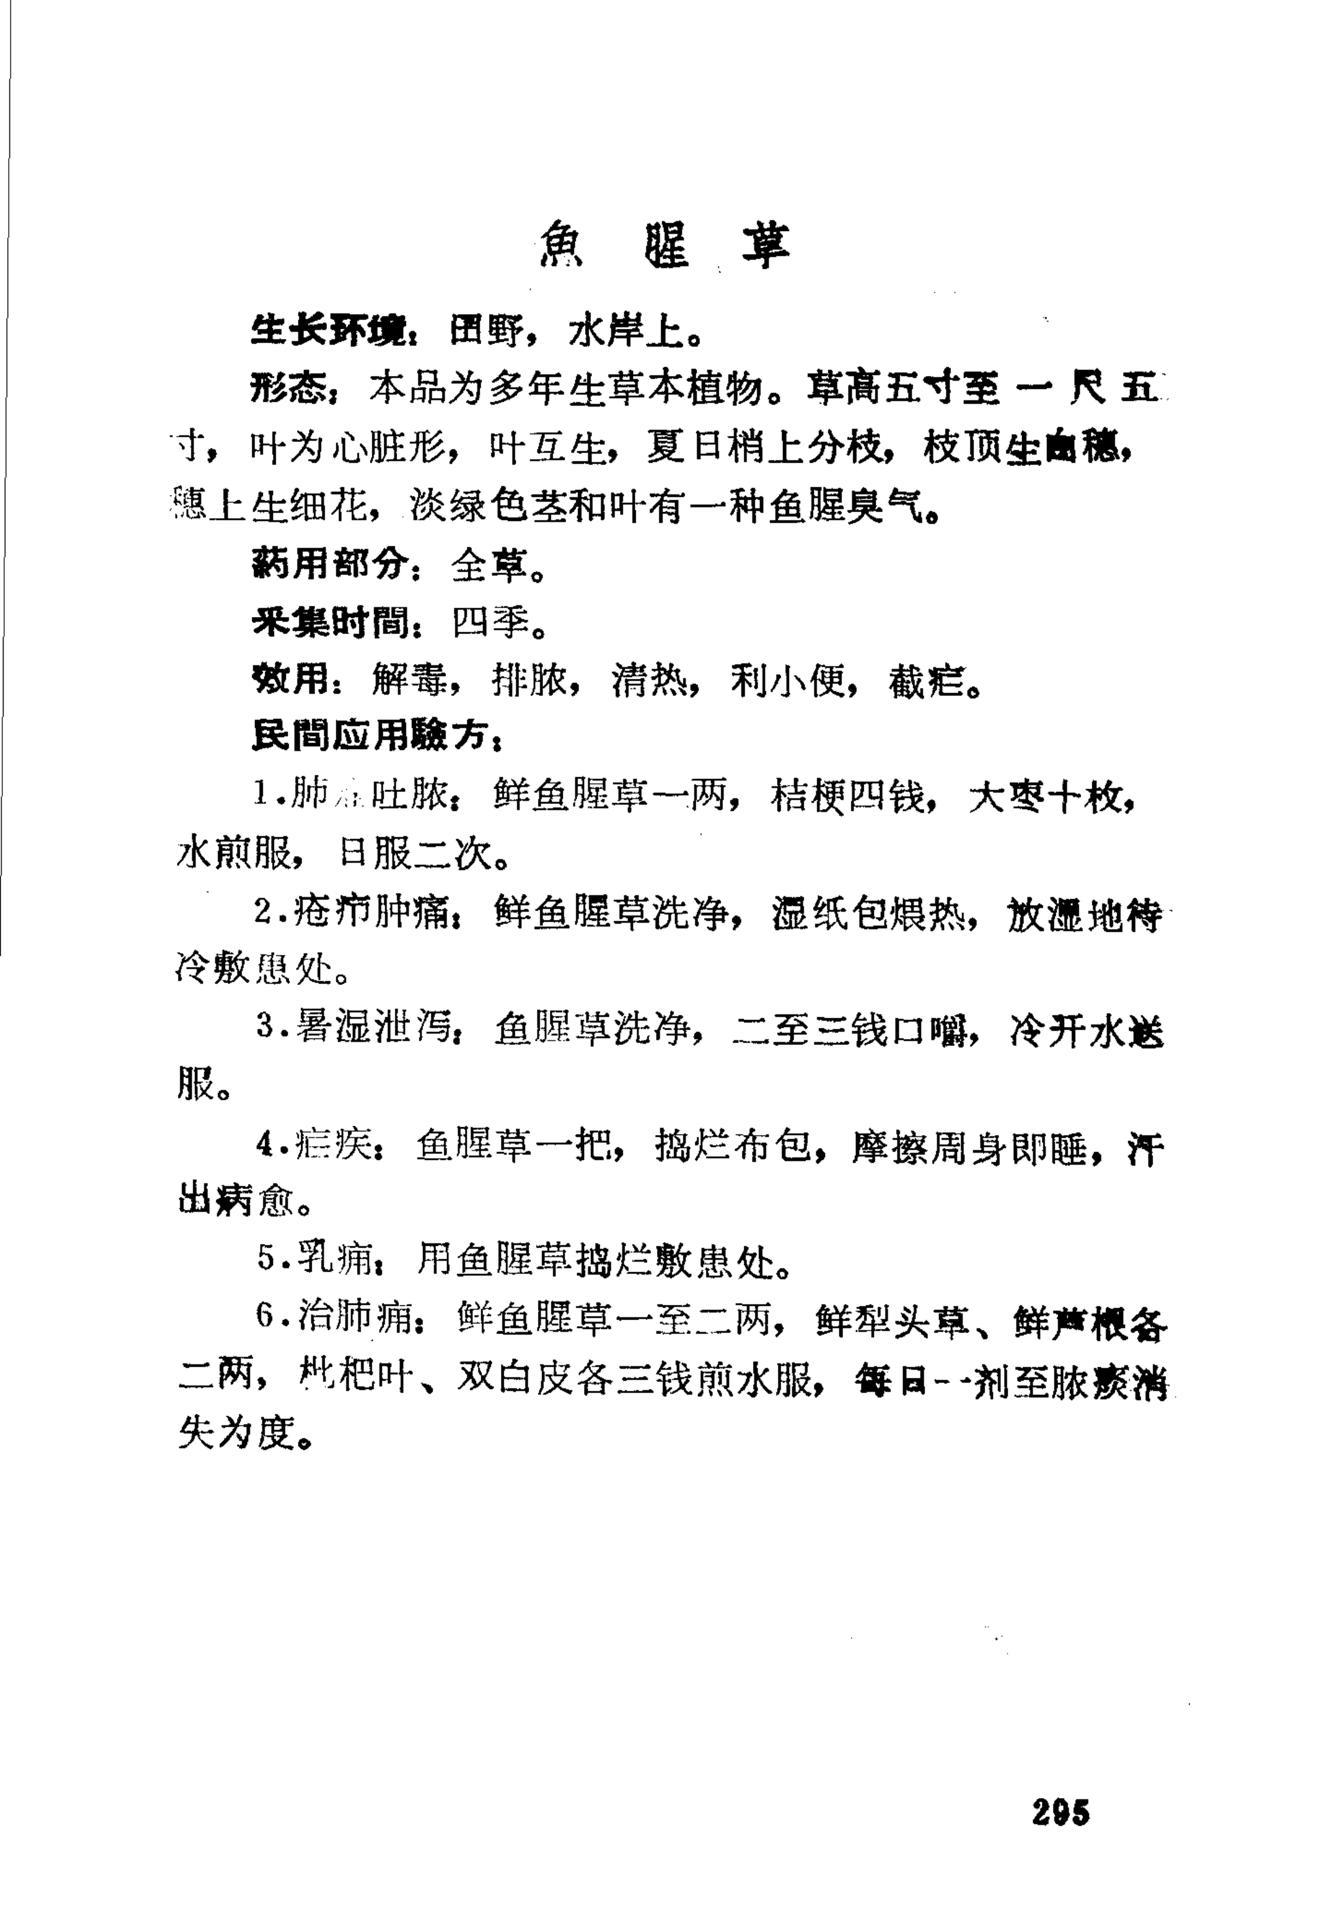 魚腥草
生长环境：田野，水岸上。
形态：本品为多年生草本植物。草高五寸至一尺五
寸，叶为心脏形，叶互生，夏日梢上分枝，枝顶生白穗，
穗上生细花，淡绿色茎和叶有一种鱼腥臭气。
药用部分：全草。
采集时間：四季。
效用：解毒，排脓，清热，利小便，截疟。
民間应用驗方：
1.肺吐脓：鲜鱼腥草一两，桔梗四钱，大枣十枚，
水煎服，日服二次。
2.疮疖肿痛：鲜鱼腥草洗净，湿纸包煨热，放湿地待
冷敷患处。
3.暑湿泄泻：鱼腥草洗净，二至三钱口嚼，冷开水送
服。
4.疟疾：鱼腥草一把，捣烂布包，摩擦周身即睡，汗
出病愈。
5.乳痈：用鱼腥草捣烂敷患处。
6.治肺痈：鲜鱼腥草一至二两，鲜犁头草、鲜芦根各
二两，枇杷叶、双白皮各三钱煎水服，每日一剂至脓痰消
失为度。
295